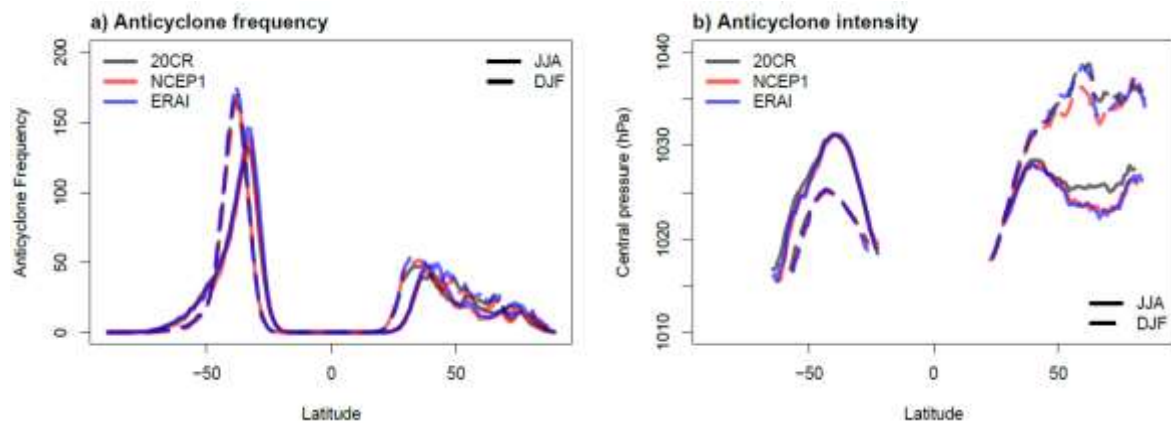 a) Anticyclone frequency
200
150
100
50
0
Anticyclone Frequency
20CR
NCEP1
ERAI
JJA
DJF
−50
0
50
Latitude
b) Anticyclone intensity
1040
1030
1020
1010
Central pressure (hPa)
20CR
NCEP1
ERAI
JJA
DJF
−50
0
50
Latitude